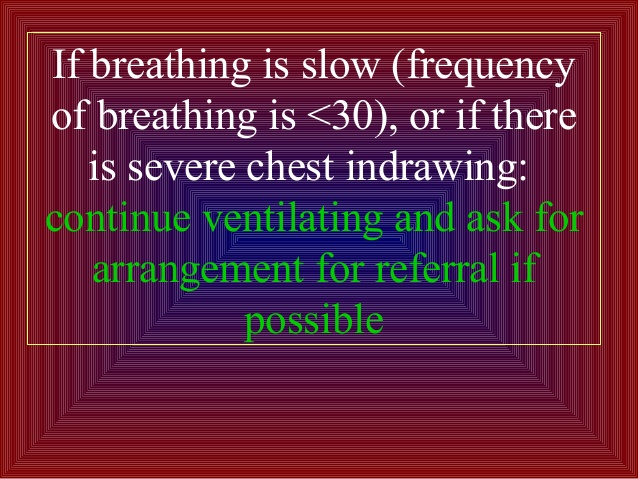 If breathing is slow (frequency
of breathing is <30), or if there
is severe chest indrawing:
continue ventilating and ask for
arrangement for referral if
possible